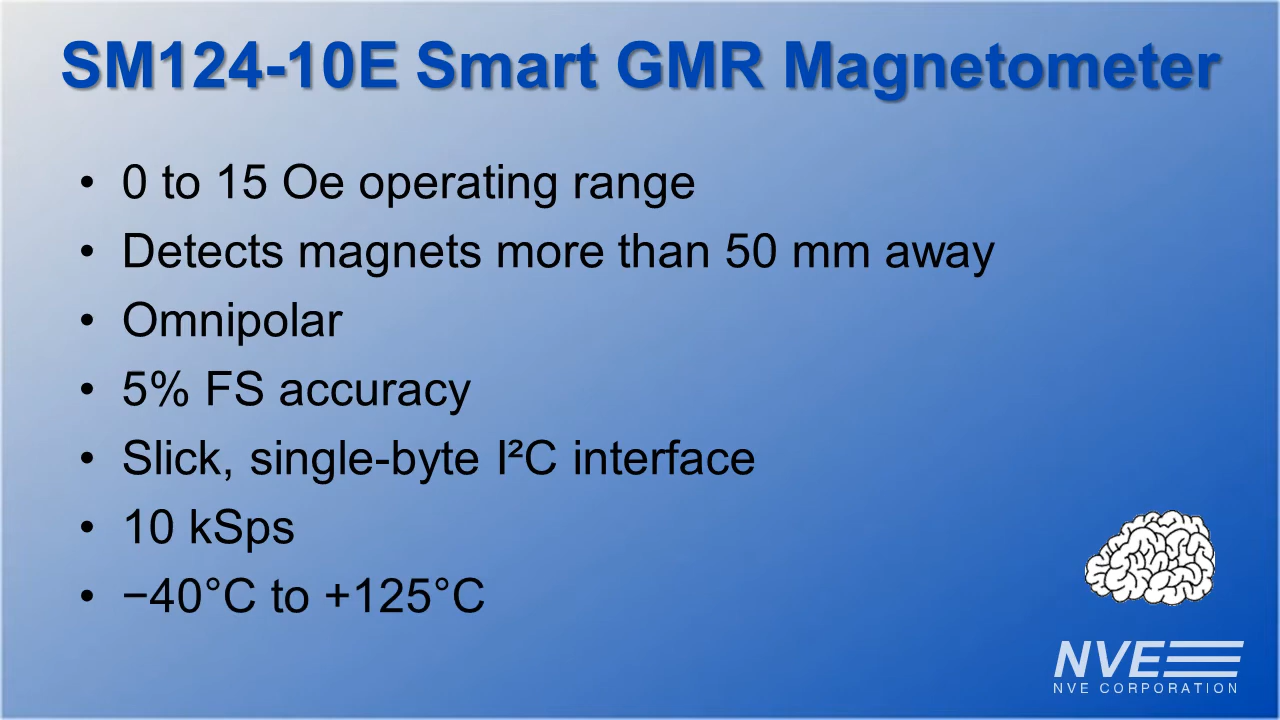 SM124-10E Smart GMR Magnetometer
• 0 to 15 Oe operating range
• Detects magnets more than 50 mm away
• Omnipolar
• 5% FS accuracy
• Slick, single-byte I²C interface
• 10 kSps
• −40°C to +125°C
NVE
NVE CORPORATION